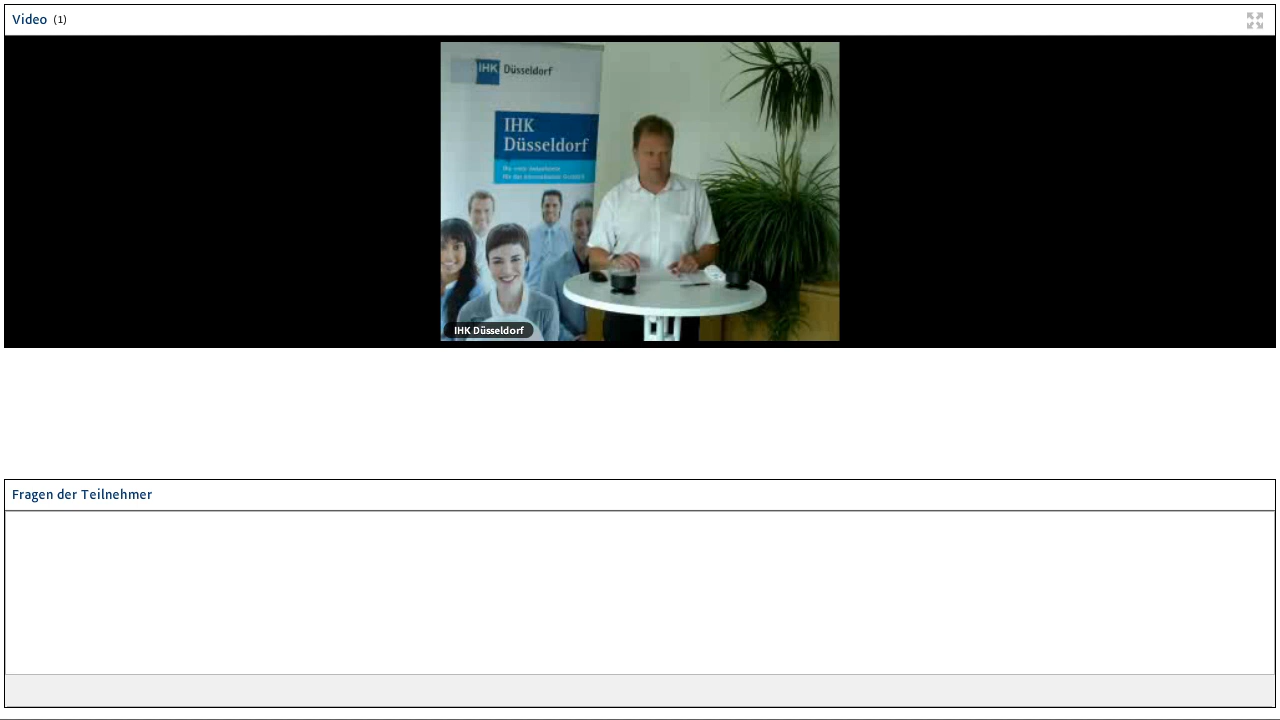 Video (1)
IHK Düsseldorf
IHK
Düsseldorf
IHK Düsseldorf
Fragen der Teilnehmer